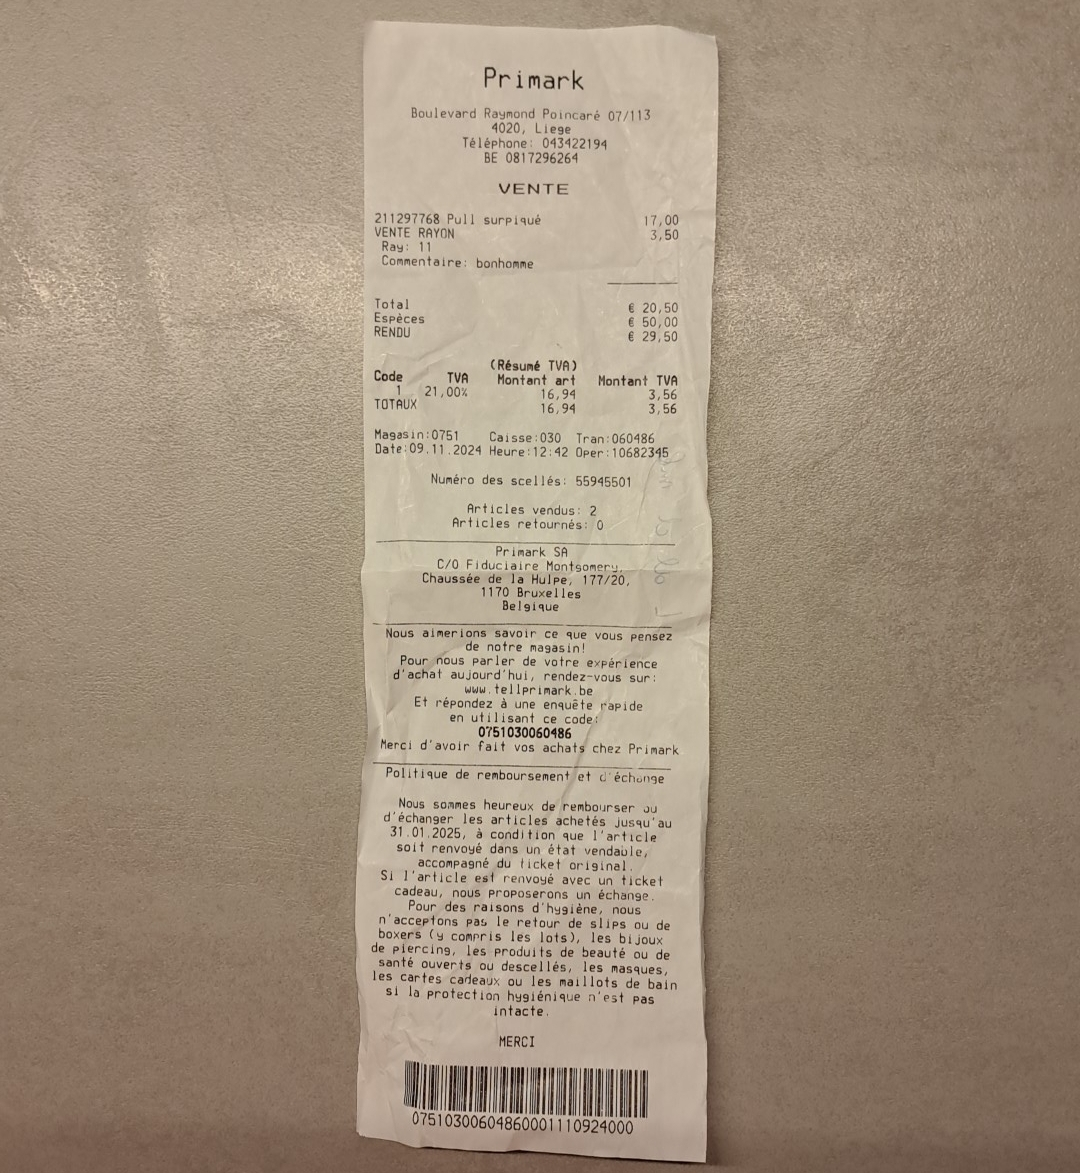 Primark
Boulevard Raymond Poincaré 07/113
4020, Liege
Téléphone: 043422194
BE 0817296264
VENTE
211297768 Pull surpiqué 17,00
VENTE RAYON 3,50
Ray: 11
Commentaire: bonhomme
Total € 20,50
Espèces € 50,00
RENDU € 29,50
(Résumé TVA)
Code TVA Montant art Montant TVA
1 21,00% 16,94 3,56
TOTAUX 16,94 3,56
Magasin:0751 Caisse:030 Tran:060486
Date:09.11.2024 Heure:12:42 Oper:10682345
Numéro des scellés: 55945501
Articles vendus: 2
Articles retournés: 0
Primark SA
C/O Fiduciaire Montgomery,
Chaussée de la Hulpe, 177/20,
1170 Bruxelles
Belgique
Nous aimerions savoir ce que vous pensez
de notre magasin!
Pour nous parler de votre expérience
d'achat aujourd'hui, rendez-vous sur:
www.tellprimark.be
Et répondez à une enquête rapide
en utilisant ce code:
0751030060486
Merci d'avoir fait vos achats chez Primark
Politique de remboursement et d'échange
Nous sommes heureux de rembourser ou
d'échanger les articles achetés jusqu'au
31.01.2025, à condition que l'article
soit renvoyé dans un état vendable,
accompagné du ticket original.
Si l'article est renvoyé avec un ticket
cadeau, nous proposerons un échange.
Pour des raisons d'hygiène, nous
n'acceptons pas le retour de slips ou de
boxers (y compris les lots), les bijoux
de piercing, les produits de beauté ou de
santé ouverts ou descellés, les masques,
les cartes cadeaux ou les maillots de bain
si la protection hygiénique n'est pas
intacte.
MERCI
07510300604860001110924000